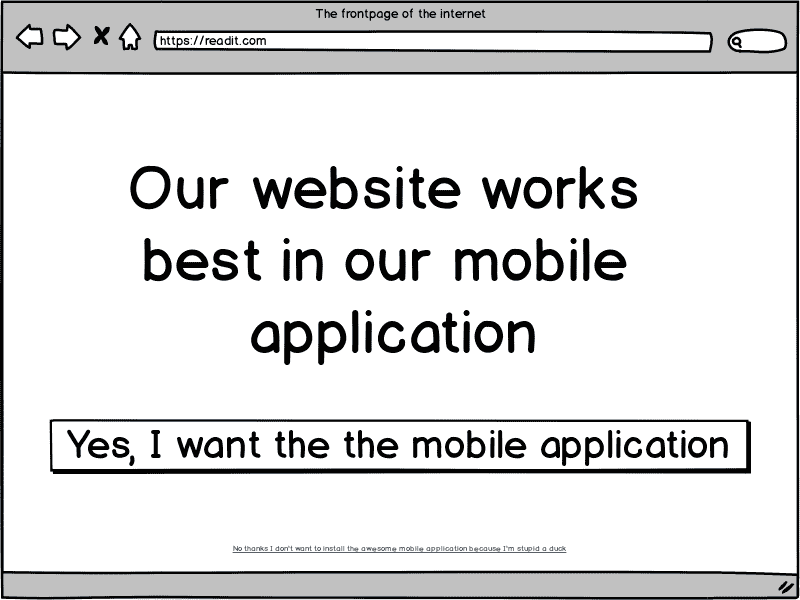 The frontpage of the internet
https://readit.com
Our website works
best in our mobile
application
Yes, I want the the mobile application
No thanks I don't want to install the awesome mobile application because I'm stupid a duck